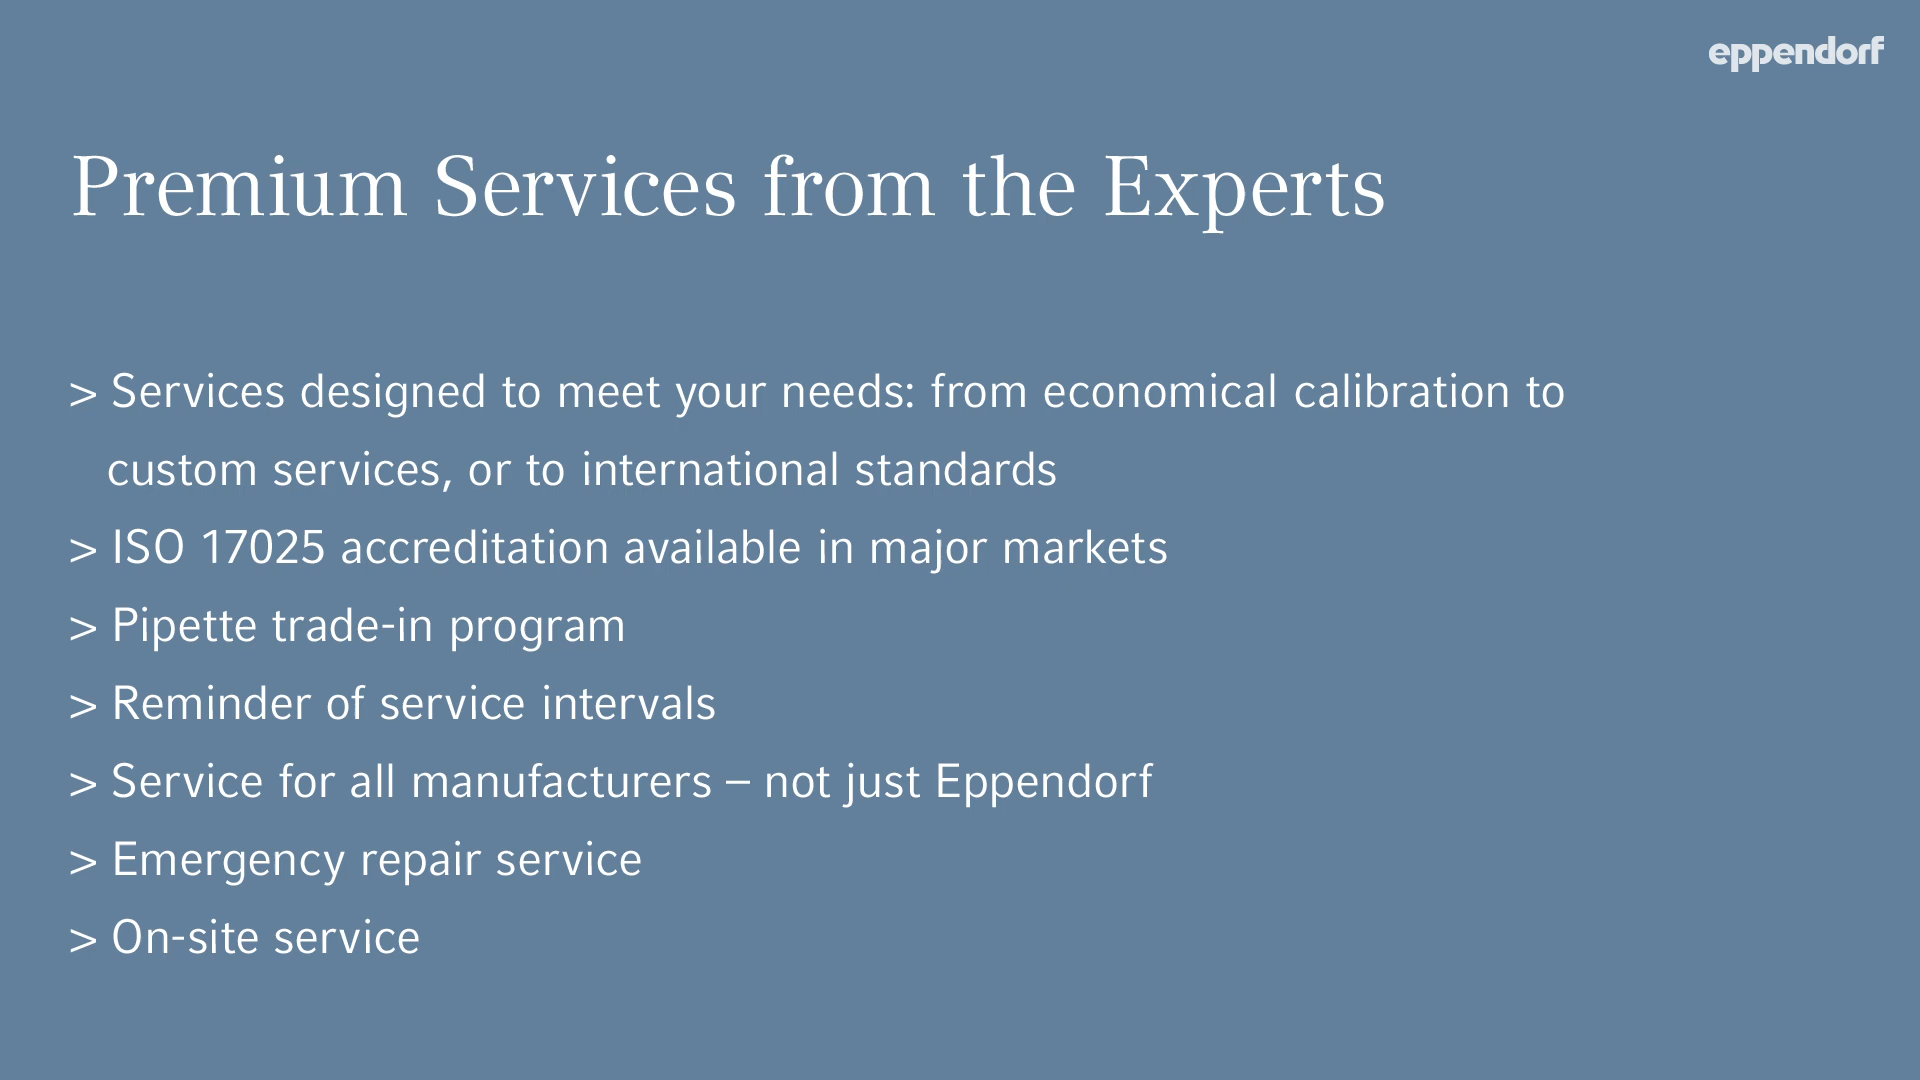 eppendorf
Premium Services from the Experts
> Services designed to meet your needs: from economical calibration to
custom services, or to international standards
> ISO 17025 accreditation available in major markets
> Pipette trade-in program
> Reminder of service intervals
> Service for all manufacturers – not just Eppendorf
> Emergency repair service
> On-site service